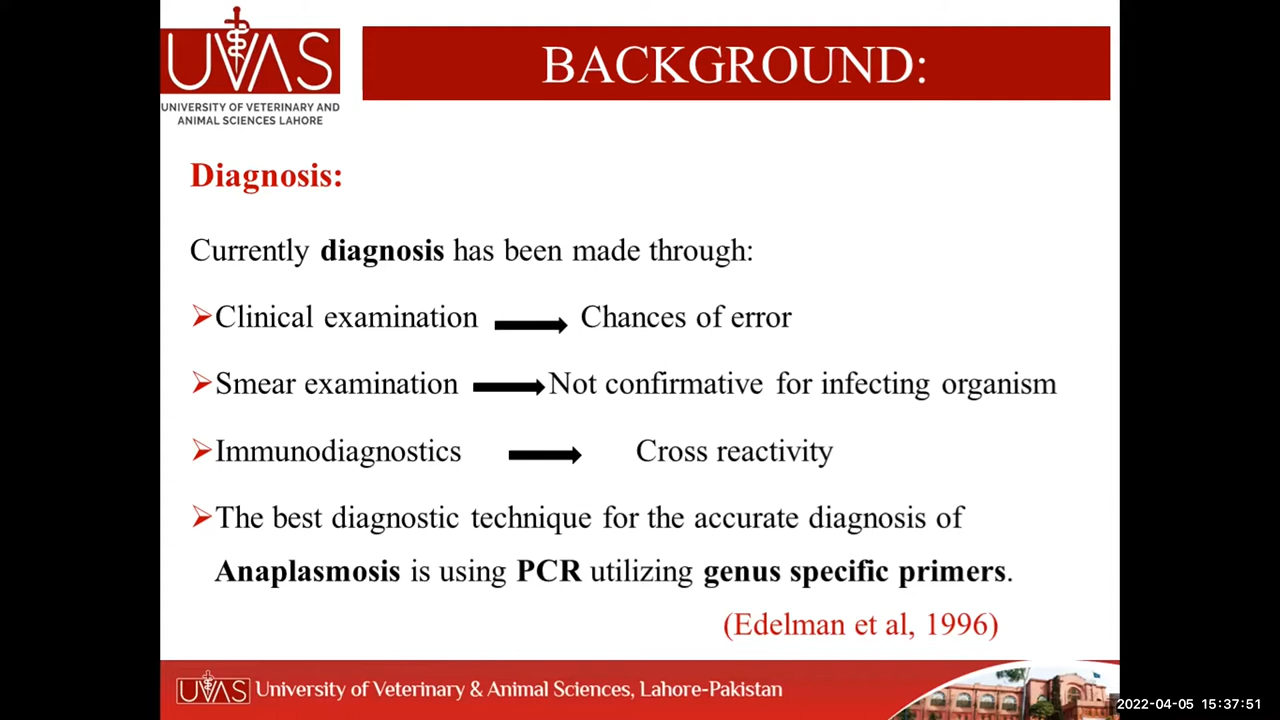 UVAS
UNIVERSITY OF VETERINARY AND
ANIMAL SCIENCES LAHORE
BACKGROUND:
Diagnosis:
Currently diagnosis has been made through:
Clinical examination Chances of error
Smear examination Not confirmative for infecting organism
Immunodiagnostics Cross reactivity
The best diagnostic technique for the accurate diagnosis of
Anaplasmosis is using PCR utilizing genus specific primers.
(Edelman et al, 1996)
UVAS University of Veterinary & Animal Sciences, Lahore-Pakistan
2022-04-05 15:37:51